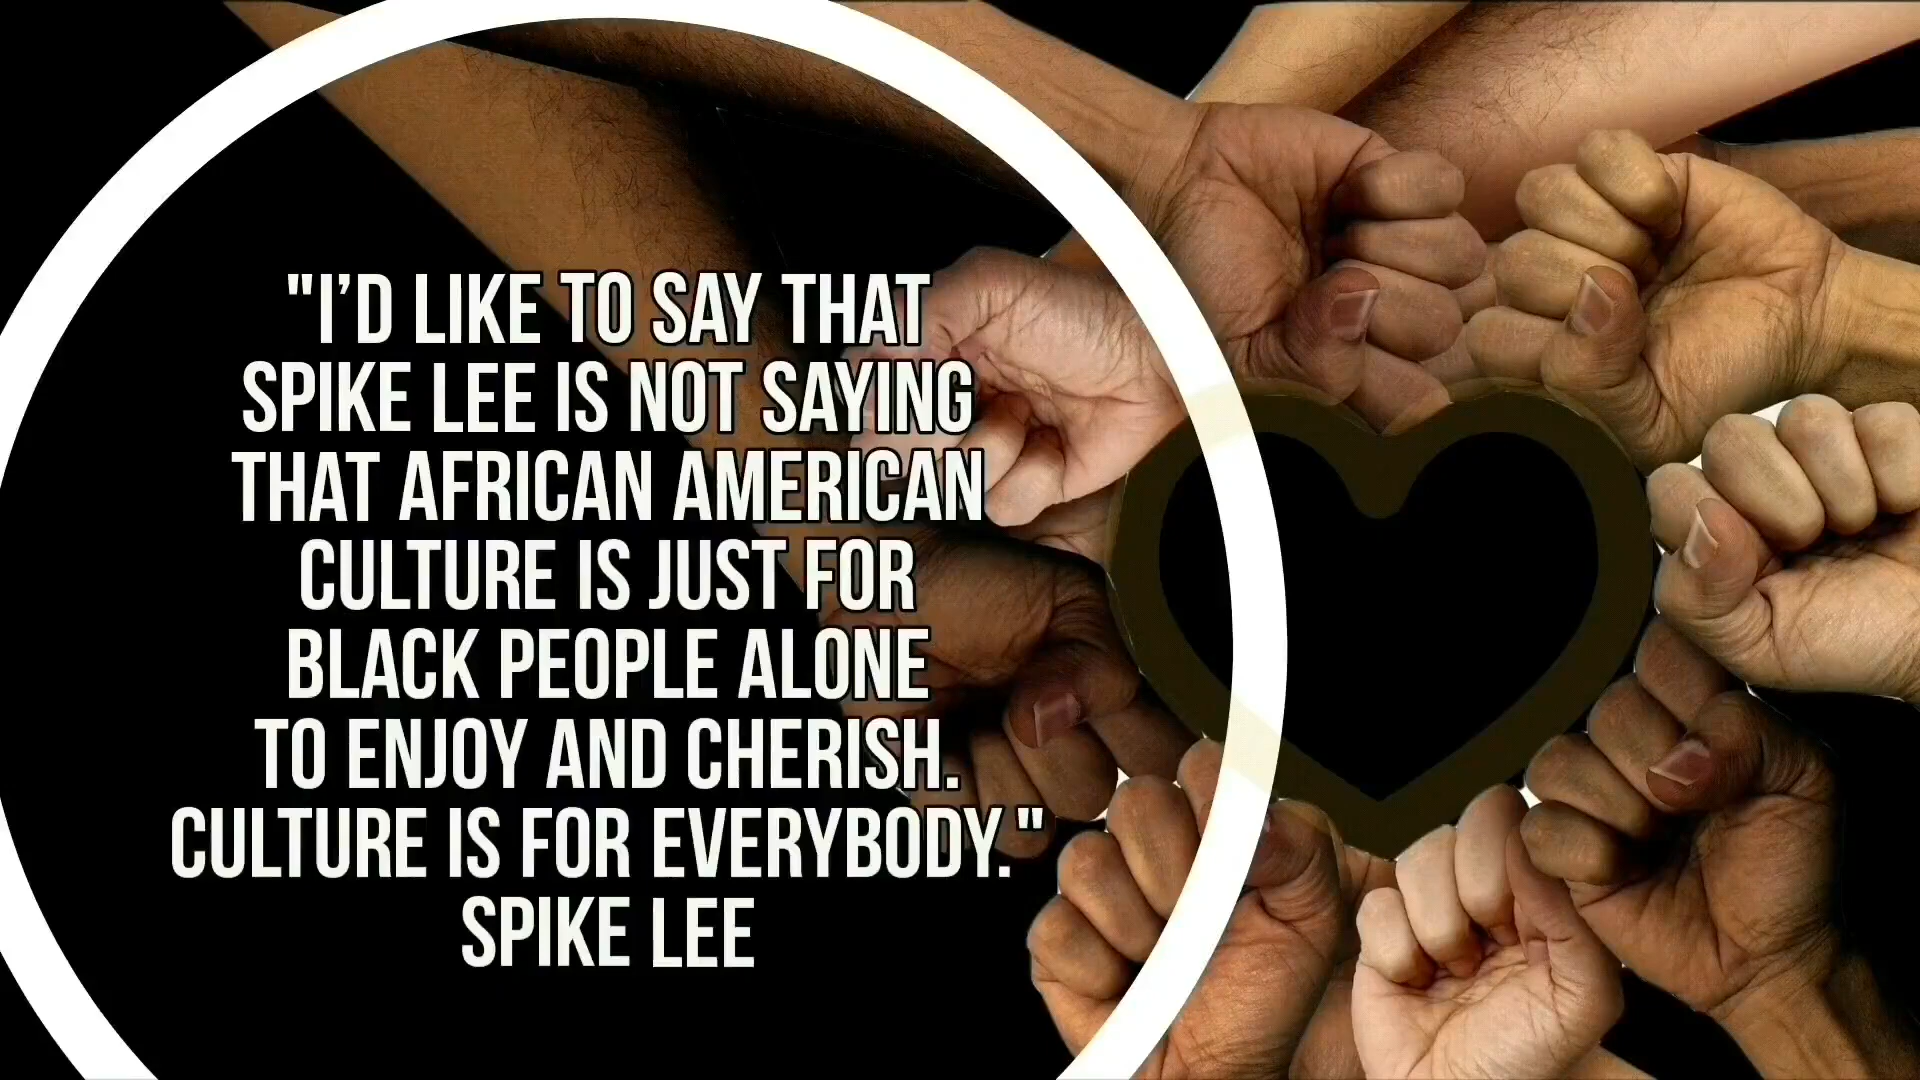 "I’D LIKE TO SAY THAT
SPIKE LEE IS NOT SAYING
THAT AFRICAN AMERICAN
CULTURE IS JUST FOR
BLACK PEOPLE ALONE
TO ENJOY AND CHERISH.
CULTURE IS FOR EVERYBODY."
SPIKE LEE